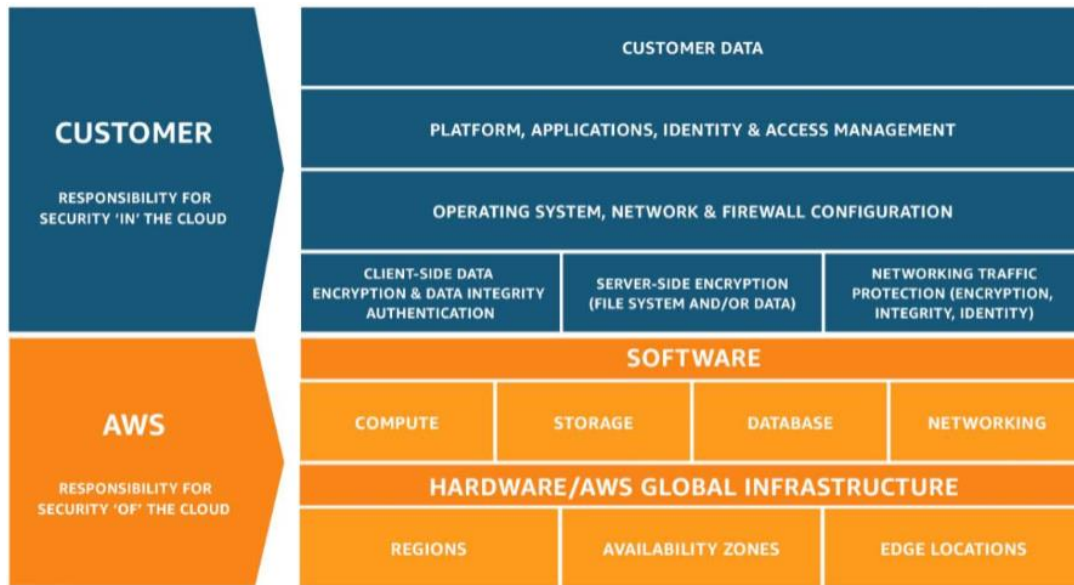 CUSTOMER
RESPONSIBILITY FOR
SECURITY ‘IN’ THE CLOUD
CUSTOMER DATA
PLATFORM, APPLICATIONS, IDENTITY & ACCESS MANAGEMENT
OPERATING SYSTEM, NETWORK & FIREWALL CONFIGURATION
CLIENT-SIDE DATA
ENCRYPTION & DATA INTEGRITY
AUTHENTICATION
SERVER-SIDE ENCRYPTION
(FILE SYSTEM AND/OR DATA)
NETWORKING TRAFFIC
PROTECTION (ENCRYPTION,
INTEGRITY, IDENTITY)
AWS
RESPONSIBILITY FOR
SECURITY ‘OF’ THE CLOUD
SOFTWARE
COMPUTE
STORAGE
DATABASE
NETWORKING
HARDWARE/AWS GLOBAL INFRASTRUCTURE
REGIONS
AVAILABILITY ZONES
EDGE LOCATIONS